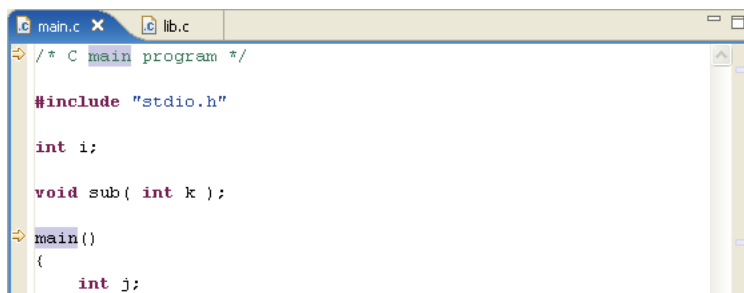 main.c lib.c
/* C main program */
#include "stdio.h"
int i;
void sub( int k );
main()
{
int j;